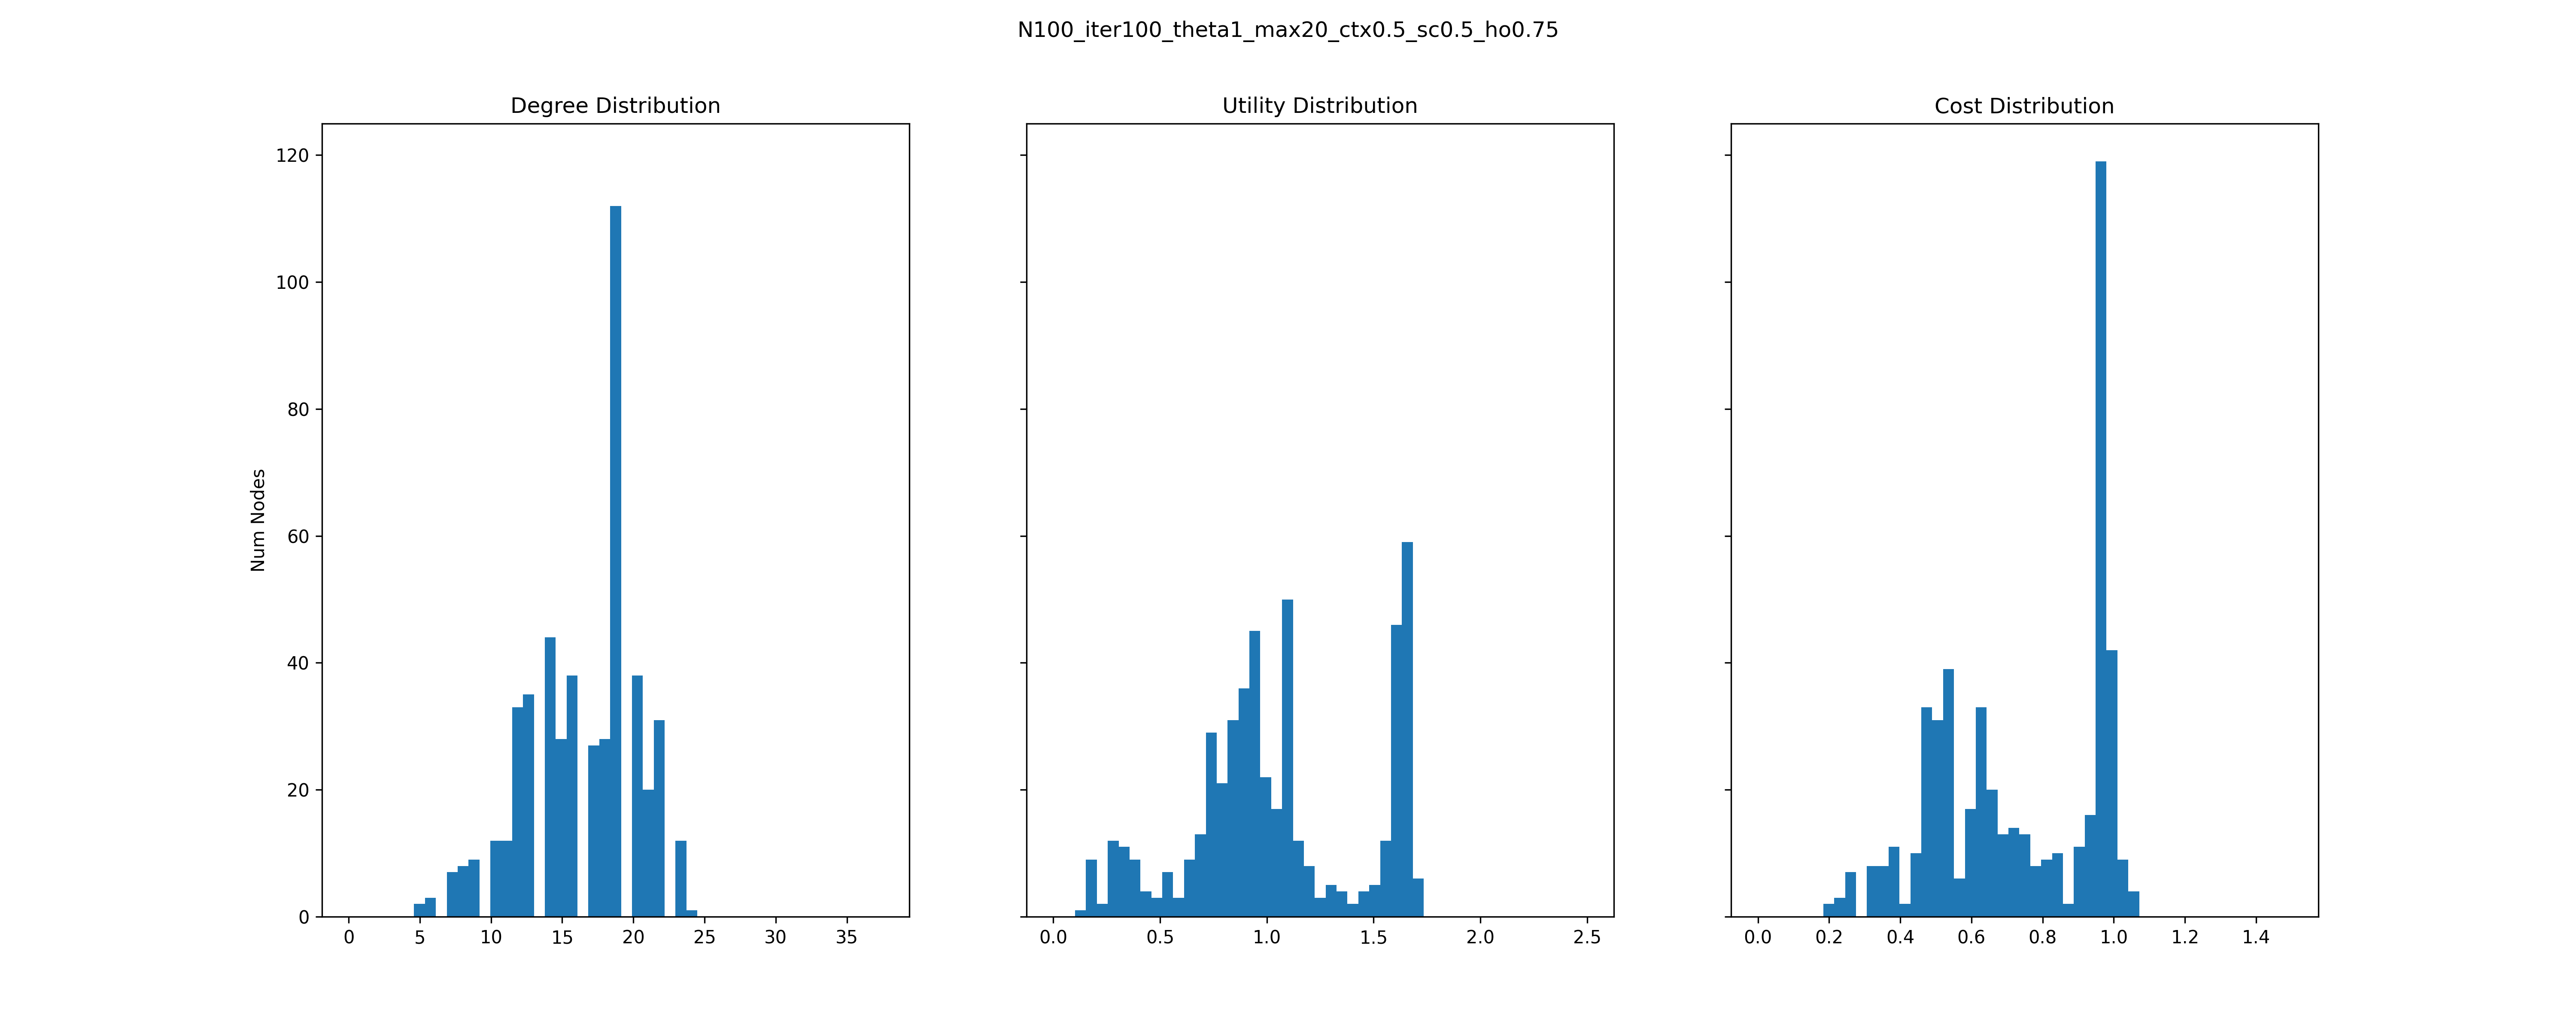 N100_iter100_theta1_max20_ctx0.5_sc0.5_ho0.75
Degree Distribution
Utility Distribution
Cost Distribution
Num Nodes
120
100
80
60
40
20
0
0 5 10 15 20 25 30 35
0.0 0.5 1.0 1.5 2.0 2.5
0.0 0.2 0.4 0.6 0.8 1.0 1.2 1.4